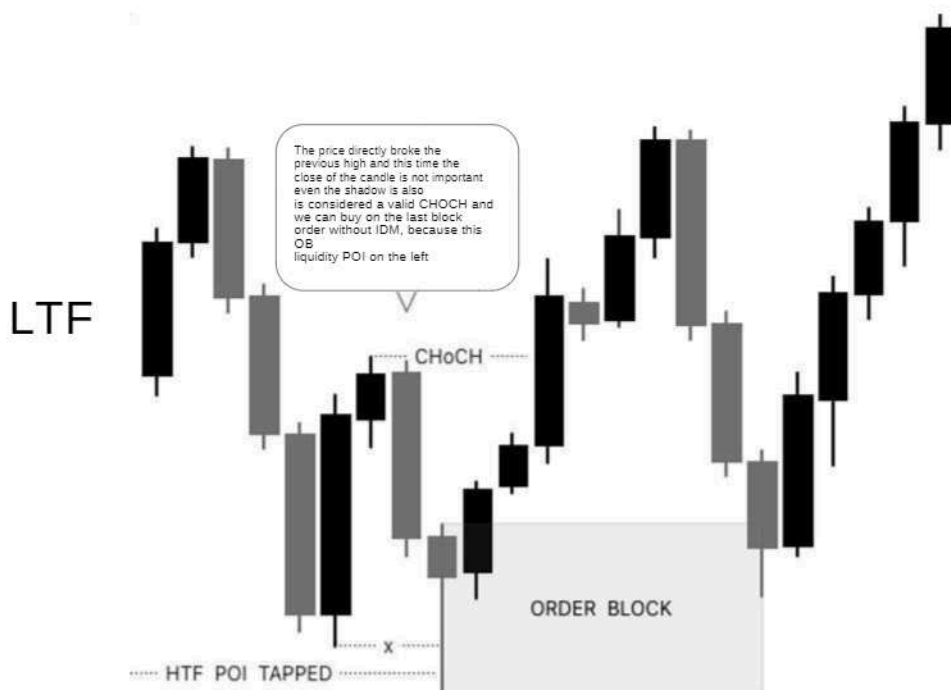 The price directly broke the
previous high and this time the
close of the candle is not important
even the shadow is also
is considered a valid CHOCH and
we can buy on the last block
order without IDM, because this
OB
liquidity POI on the left
LTF
CHoCH
ORDER BLOCK
x
HTF POI TAPPED